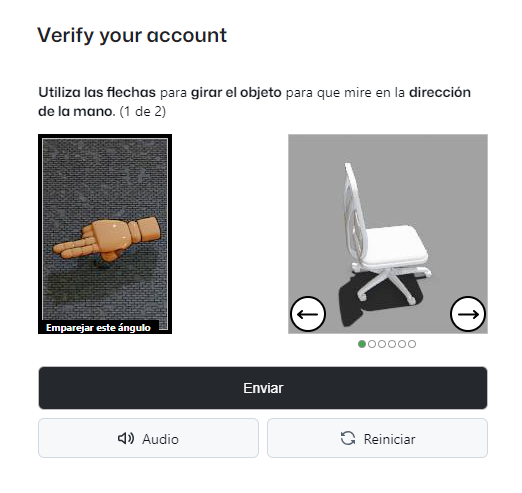 Verify your account
Utiliza las flechas para girar el objeto para que mire en la dirección
de la mano. (1 de 2)
Emparejar este ángulo
Enviar
Audio
Reiniciar